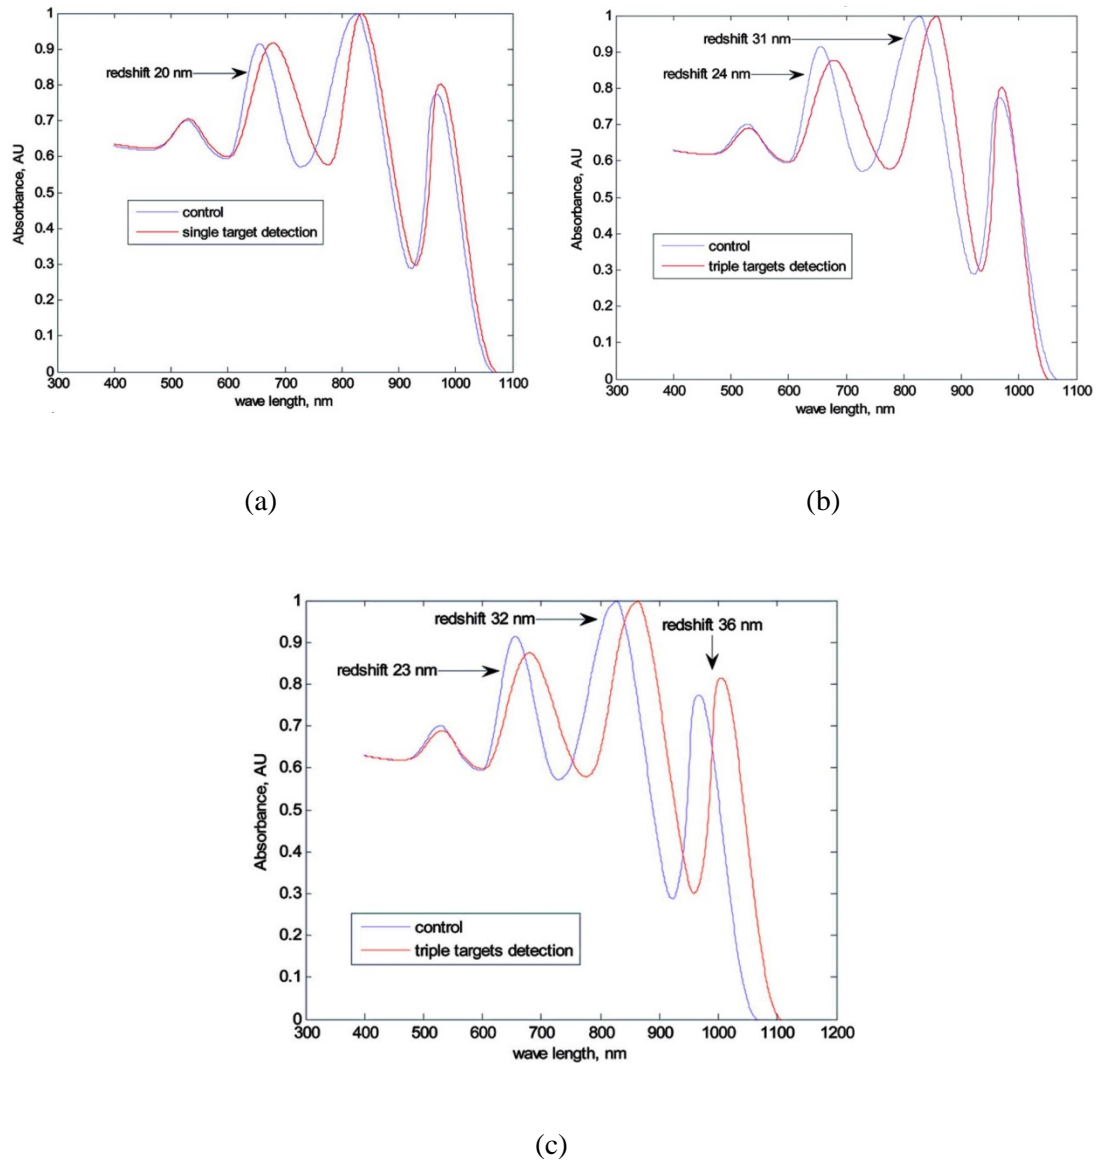 redshift 20 nm
control
single target detection
Absorbance, AU
1
0.9
0.8
0.7
0.6
0.5
0.4
0.3
0.2
0.1
0
300 400 500 600 700 800 900 1000 1100
wave length, nm
(a)
redshift 31 nm
redshift 24 nm
control
triple targets detection
Absorbance, AU
1
0.9
0.8
0.7
0.6
0.5
0.4
0.3
0.2
0.1
0
300 400 500 600 700 800 900 1000 1100
wave length, nm
(b)
redshift 32 nm
redshift 36 nm
redshift 23 nm
control
triple targets detection
Absorbance, AU
1
0.9
0.8
0.7
0.6
0.5
0.4
0.3
0.2
0.1
0
300 400 500 600 700 800 900 1000 1100 1200
wave length, nm
(c)